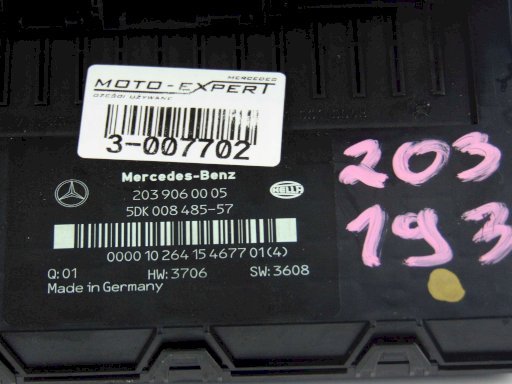 MERCEDES
MOTO-EXPERT
CZĘŚCI UŻYWANE
3-007702
Mercedes-Benz
203 906 00 05
HELLA
5DK 008 485-57
0000 10 264 15 4677 01(4)
Q:01 HW:3706 SW:3608
Made in Germany
203
193